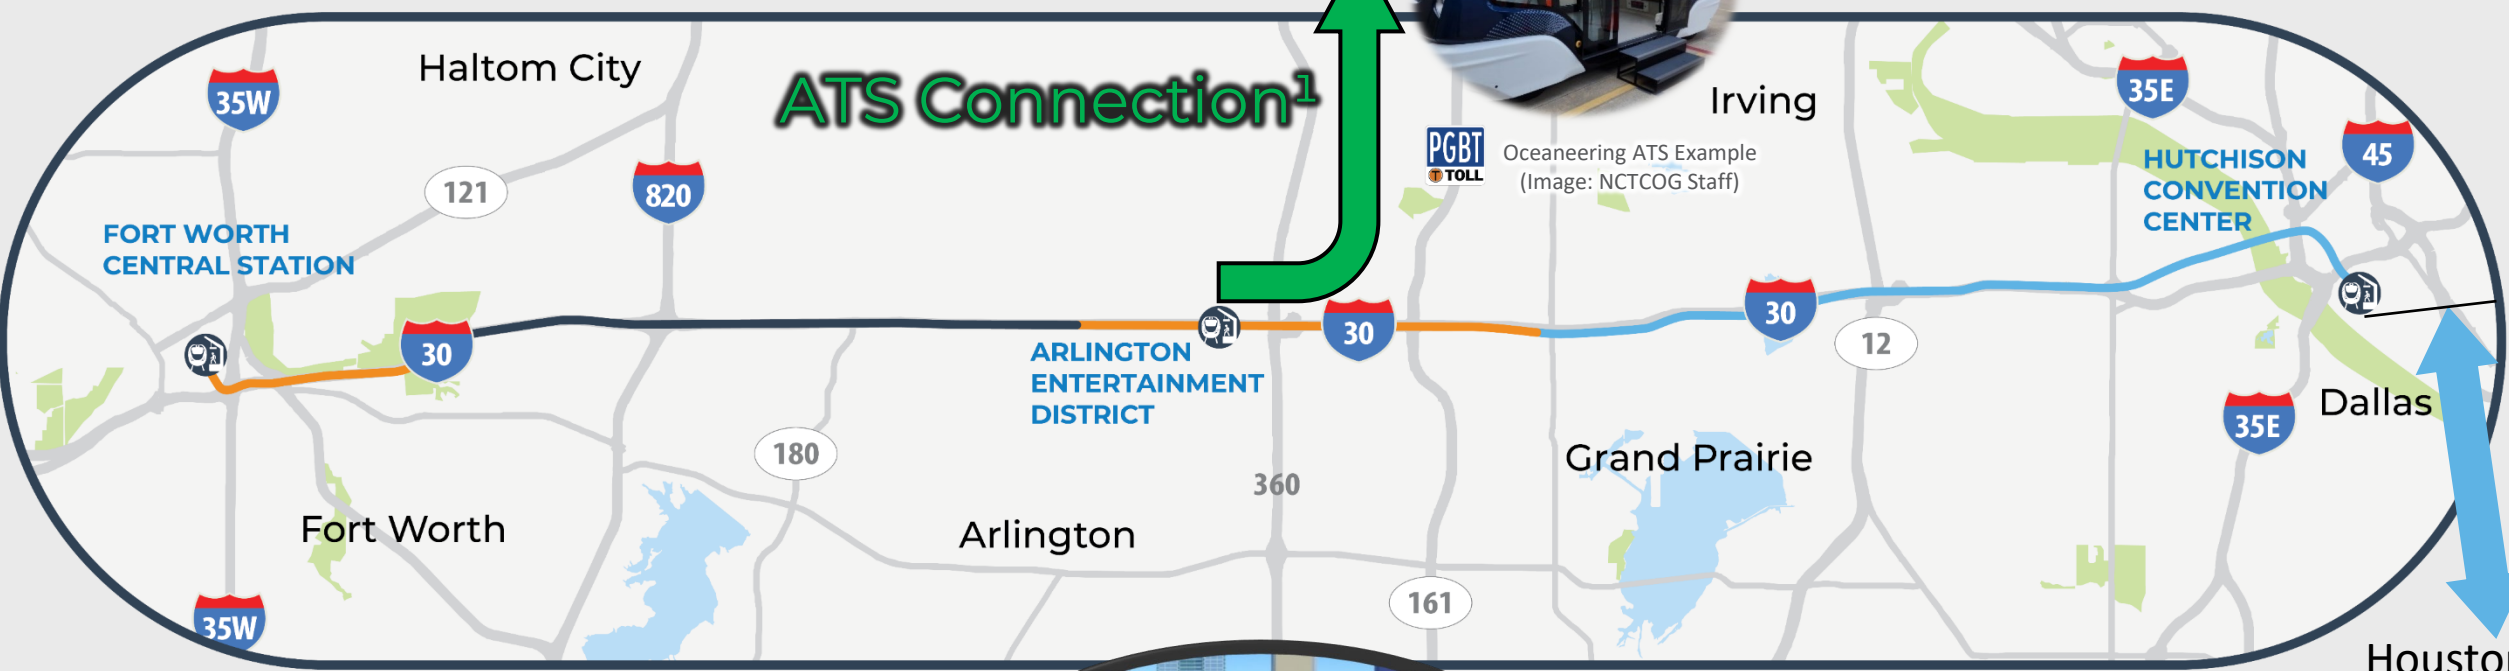 Haltom City
35W
ATS Connection¹
Irving
35E
PGBT
TOLL
Oceaneering ATS Example
(Image: NCTCOG Staff)
45
HUTCHISON
CONVENTION
CENTER
121
820
FORT WORTH
CENTRAL STATION
30
30
30
12
ARLINGTON
ENTERTAINMENT
DISTRICT
Dallas
35E
180
Grand Prairie
360
Fort Worth
Arlington
161
35W
Houston